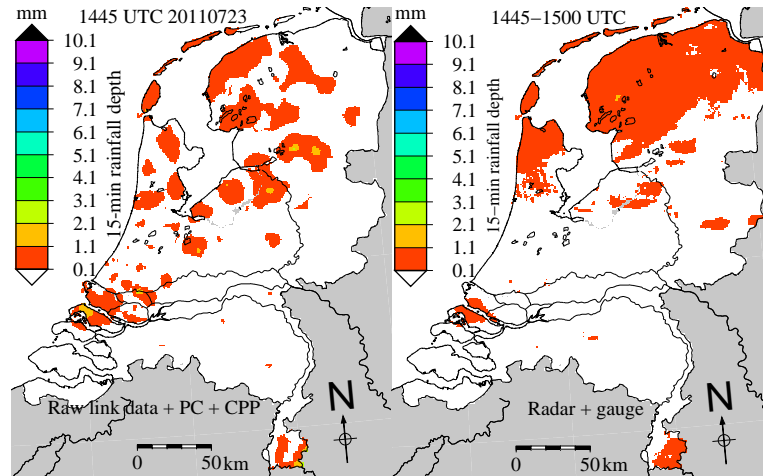 mm
1445 UTC 20110723
10.1
9.1
8.1
7.1
6.1
5.1
4.1
3.1
2.1
1.1
0.1
15-min rainfall depth
Raw link data + PC + CPP
N
0 50 km
mm
1445−1500 UTC
10.1
9.1
8.1
7.1
6.1
5.1
4.1
3.1
2.1
1.1
0.1
15−min rainfall depth
Radar + gauge
N
0 50 km